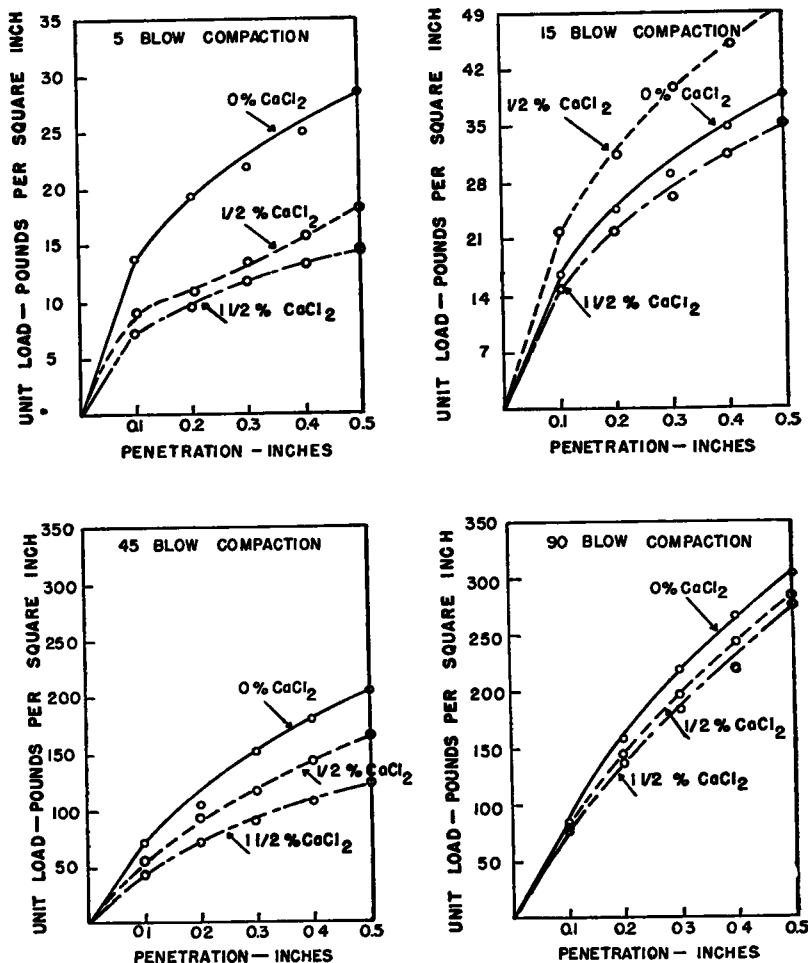 UNIT LOAD — POUNDS PER SQUARE INCH
35
30
25
20
15
10
5
0
5 BLOW COMPACTION
0% CaCl2
1/2 % CaCl2
1 1/2 % CaCl2
0.1 0.2 0.3 0.4 0.5
PENETRATION — INCHES
UNIT LOAD — POUNDS PER SQUARE INCH
49
42
35
28
21
14
7
15 BLOW COMPACTION
1/2 % CaCl2
0% CaCl2
1 1/2 % CaCl2
0.1 0.2 0.3 0.4 0.5
PENETRATION — INCHES
UNIT LOAD — POUNDS PER SQUARE INCH
350
300
250
200
150
100
50
45 BLOW COMPACTION
0% CaCl2
1/2 % CaCl2
1 1/2 % CaCl2
0.1 0.2 0.3 0.4 0.5
PENETRATION — INCHES
UNIT LOAD — POUNDS PER SQUARE INCH
350
300
250
200
150
100
50
90 BLOW COMPACTION
0% CaCl2
1/2 % CaCl2
1 1/2 % CaCl2
0.1 0.2 0.3 0.4 0.5
PENETRATION — INCHES